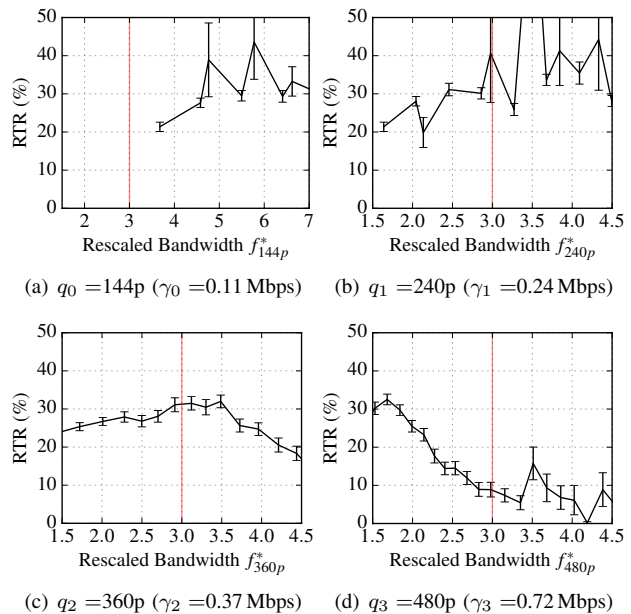 50
40
30
20
10
0
RTR (%)
2 3 4 5 6 7
Rescaled Bandwidth f*144p
(a) q0 =144p (γ0 =0.11 Mbps)
50
40
30
20
10
0
RTR (%)
1.5 2.0 2.5 3.0 3.5 4.0 4.5
Rescaled Bandwidth f*240p
(b) q1 =240p (γ1 =0.24 Mbps)
50
40
30
20
10
0
RTR (%)
1.5 2.0 2.5 3.0 3.5 4.0 4.5
Rescaled Bandwidth f*360p
(c) q2 =360p (γ2 =0.37 Mbps)
50
40
30
20
10
0
RTR (%)
1.5 2.0 2.5 3.0 3.5 4.0 4.5
Rescaled Bandwidth f*480p
(d) q3 =480p (γ3 =0.72 Mbps)